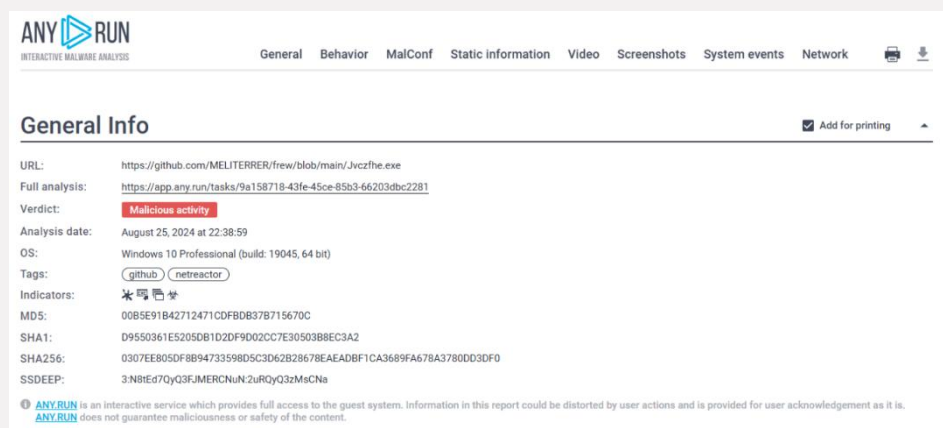 ANY RUN
INTERACTIVE MALWARE ANALYSIS
General Behavior MalConf Static information Video Screenshots System events Network
General Info
Add for printing
URL: https://github.com/MELITERRER/frew/blob/main/Jvczfhe.exe
Full analysis: https://app.any.run/tasks/9a158718-43fe-45ce-85b3-66203dbc2281
Verdict: Malicious activity
Analysis date: August 25, 2024 at 22:38:59
OS: Windows 10 Professional (build: 19045, 64 bit)
Tags: github netreactor
Indicators:
MD5: 00B5E91B42712471CDFBDB37B715670C
SHA1: D9550361E5205DB1D2DF9D02CC7E30503B8EC3A2
SHA256: 0307EE805DF8B94733598D5C3D62B28678EAEADBF1CA3689FA678A3780DD3DF0
SSDEEP: 3:N8tEd7QyQ3FJMERCNuN:2uRQyQ3zMsCNa
ANY.RUN is an interactive service which provides full access to the guest system. Information in this report could be distorted by user actions and is provided for user acknowledgement as it is.
ANY.RUN does not guarantee maliciousness or safety of the content.